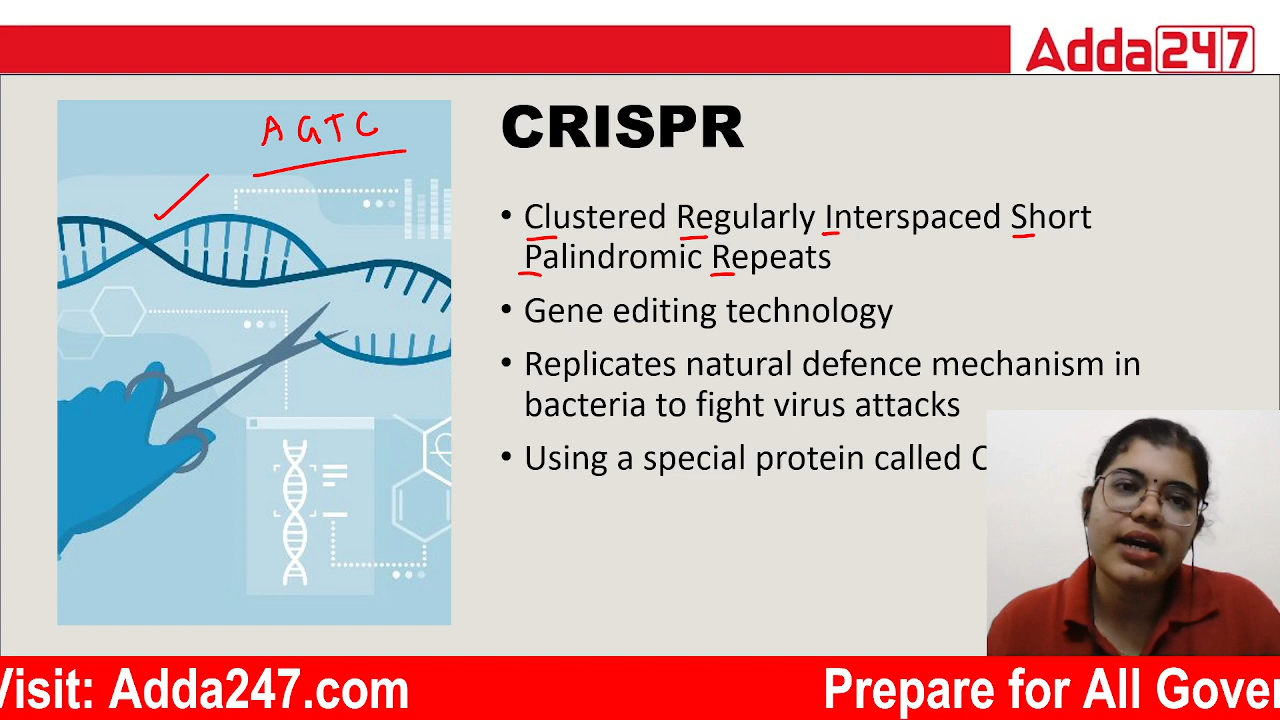 Adda247
AGTC
CRISPR
• Clustered Regularly Interspaced Short
Palindromic Repeats
• Gene editing technology
• Replicates natural defence mechanism in
bacteria to fight virus attacks
• Using a special protein called C
Visit: Adda247.com
Prepare for All Gover